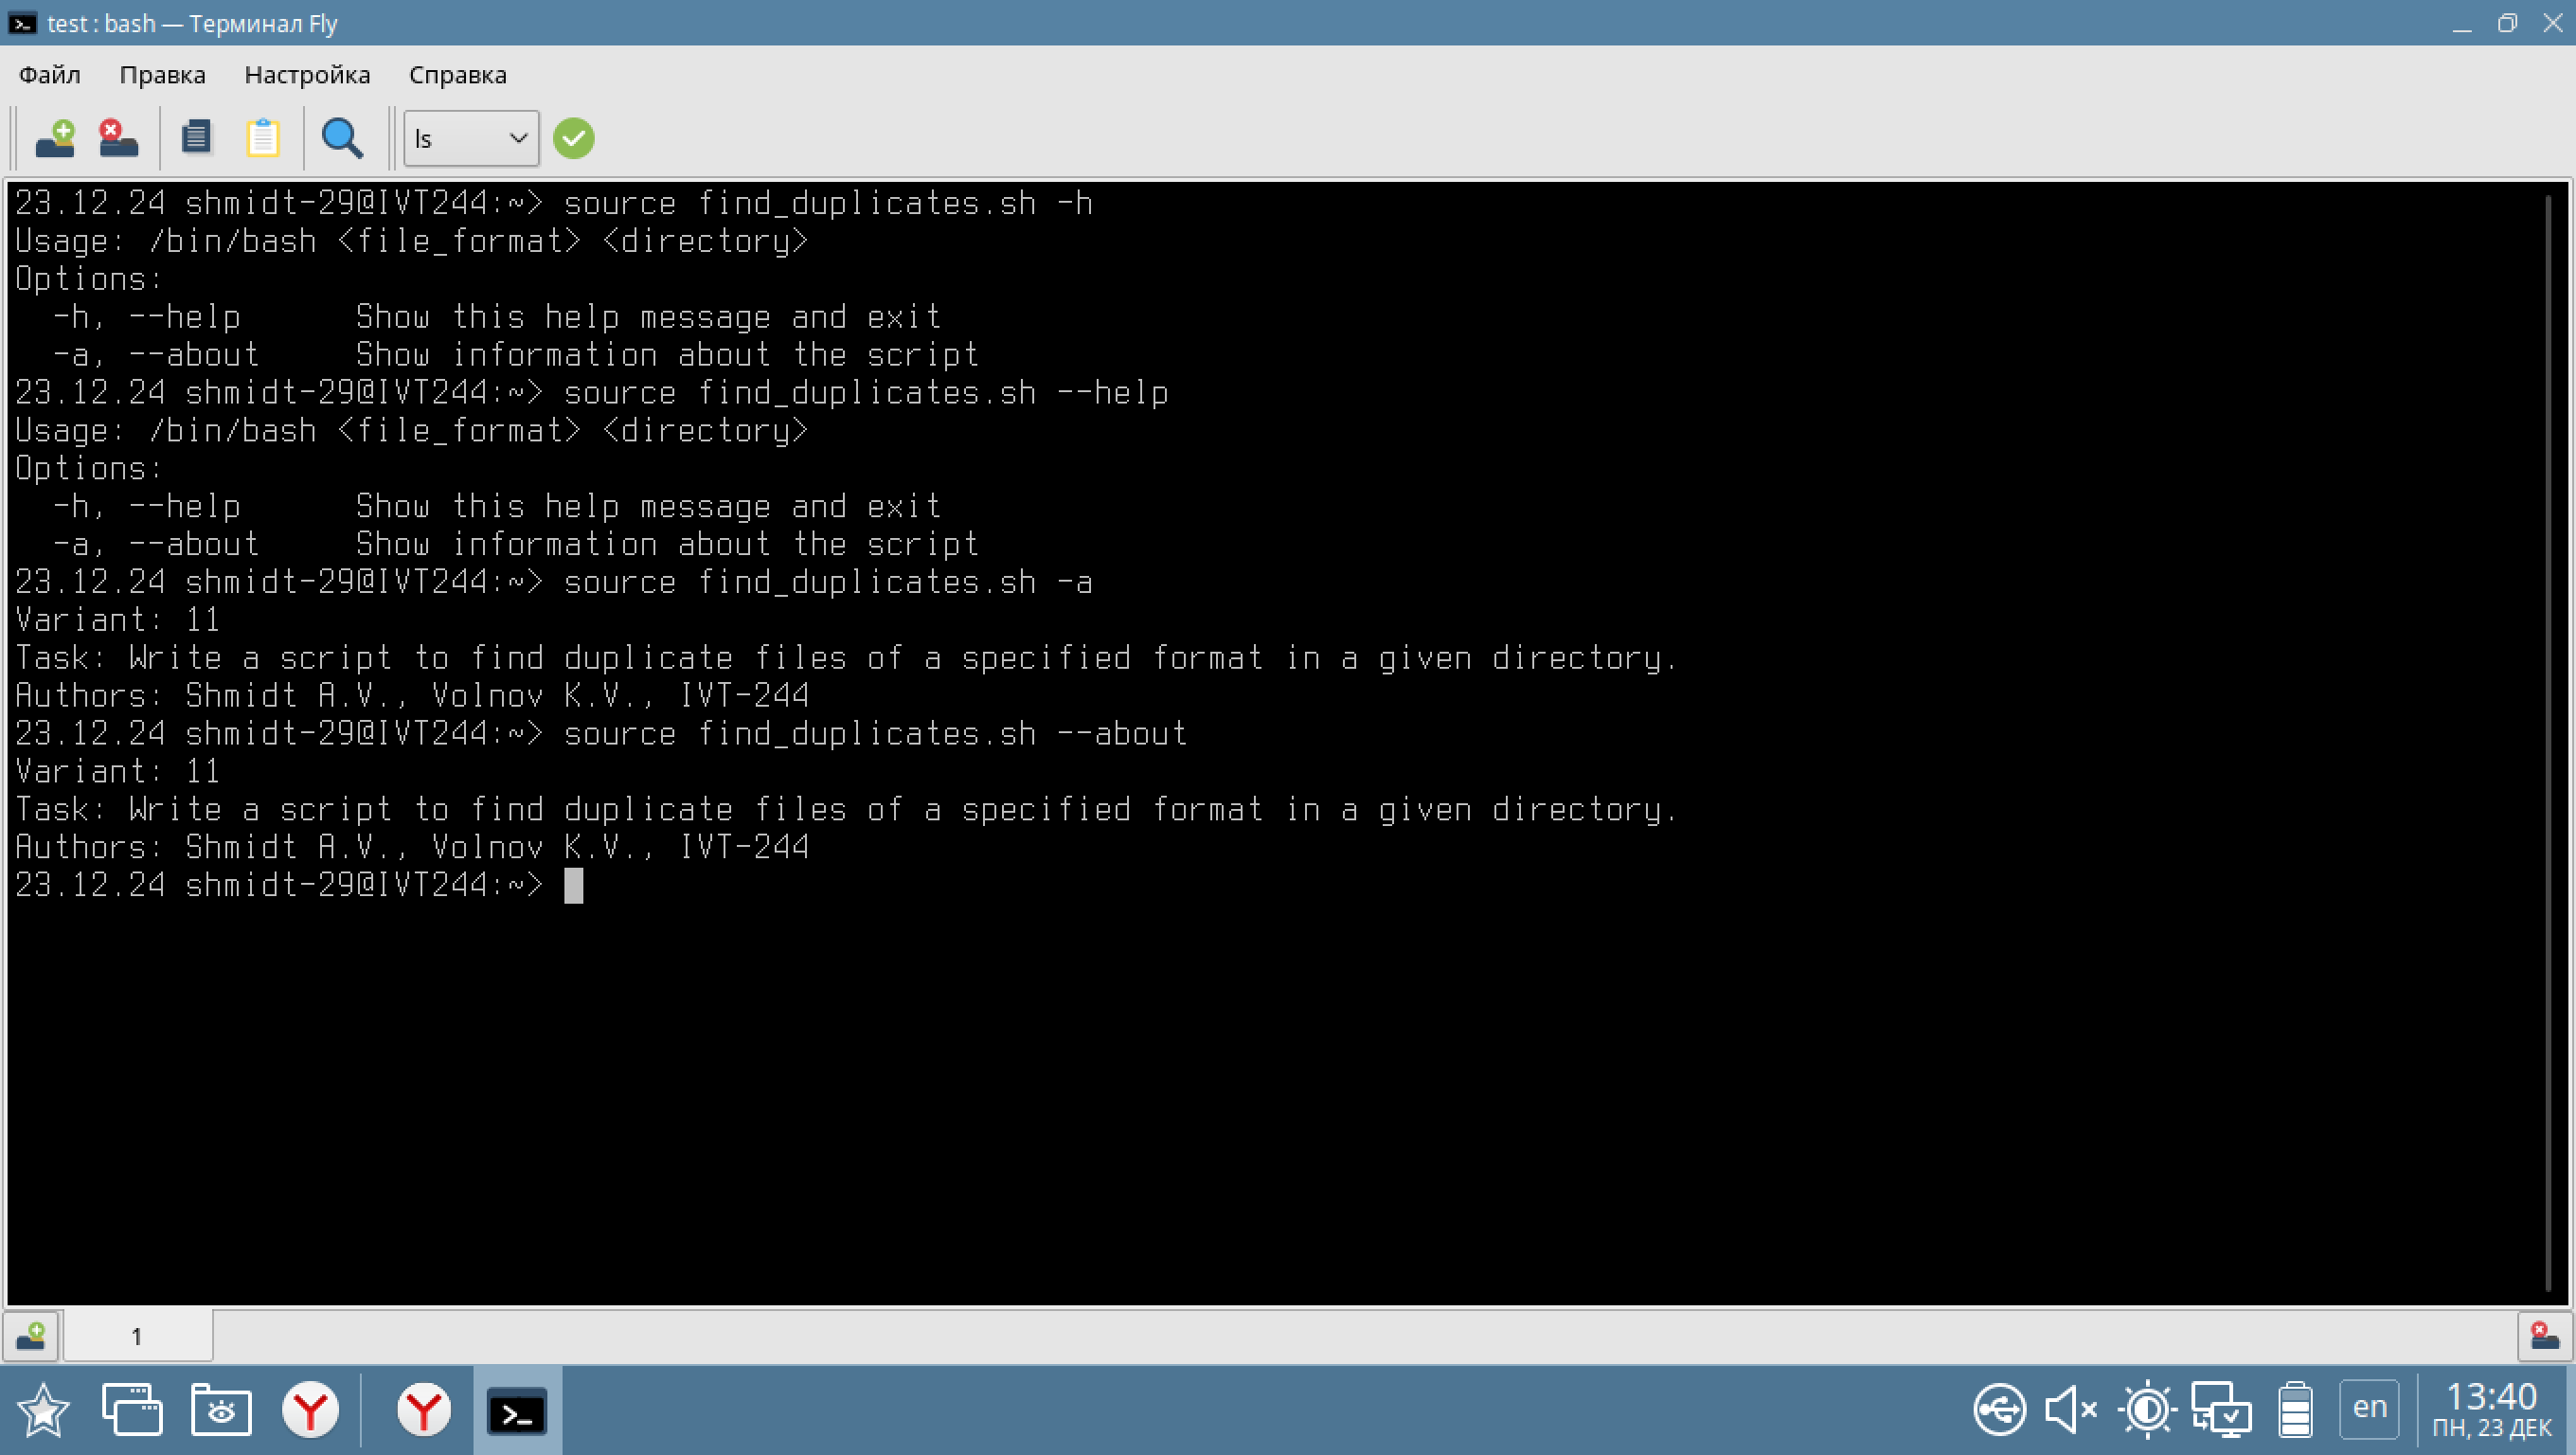 test : bash — Терминал Fly
Файл Правка Настройка Справка
ls
23.12.24 shmidt-29@IVT244:~> source find_duplicates.sh -h
Usage: /bin/bash <file_format> <directory>
Options:
  -h, --help      Show this help message and exit
  -a, --about     Show information about the script
23.12.24 shmidt-29@IVT244:~> source find_duplicates.sh --help
Usage: /bin/bash <file_format> <directory>
Options:
  -h, --help      Show this help message and exit
  -a, --about     Show information about the script
23.12.24 shmidt-29@IVT244:~> source find_duplicates.sh -a
Variant: 11
Task: Write a script to find duplicate files of a specified format in a given directory.
Authors: Shmidt A.V., Volnov K.V., IVT-244
23.12.24 shmidt-29@IVT244:~> source find_duplicates.sh --about
Variant: 11
Task: Write a script to find duplicate files of a specified format in a given directory.
Authors: Shmidt A.V., Volnov K.V., IVT-244
23.12.24 shmidt-29@IVT244:~>
1
en
13:40
ПН, 23 ДЕК